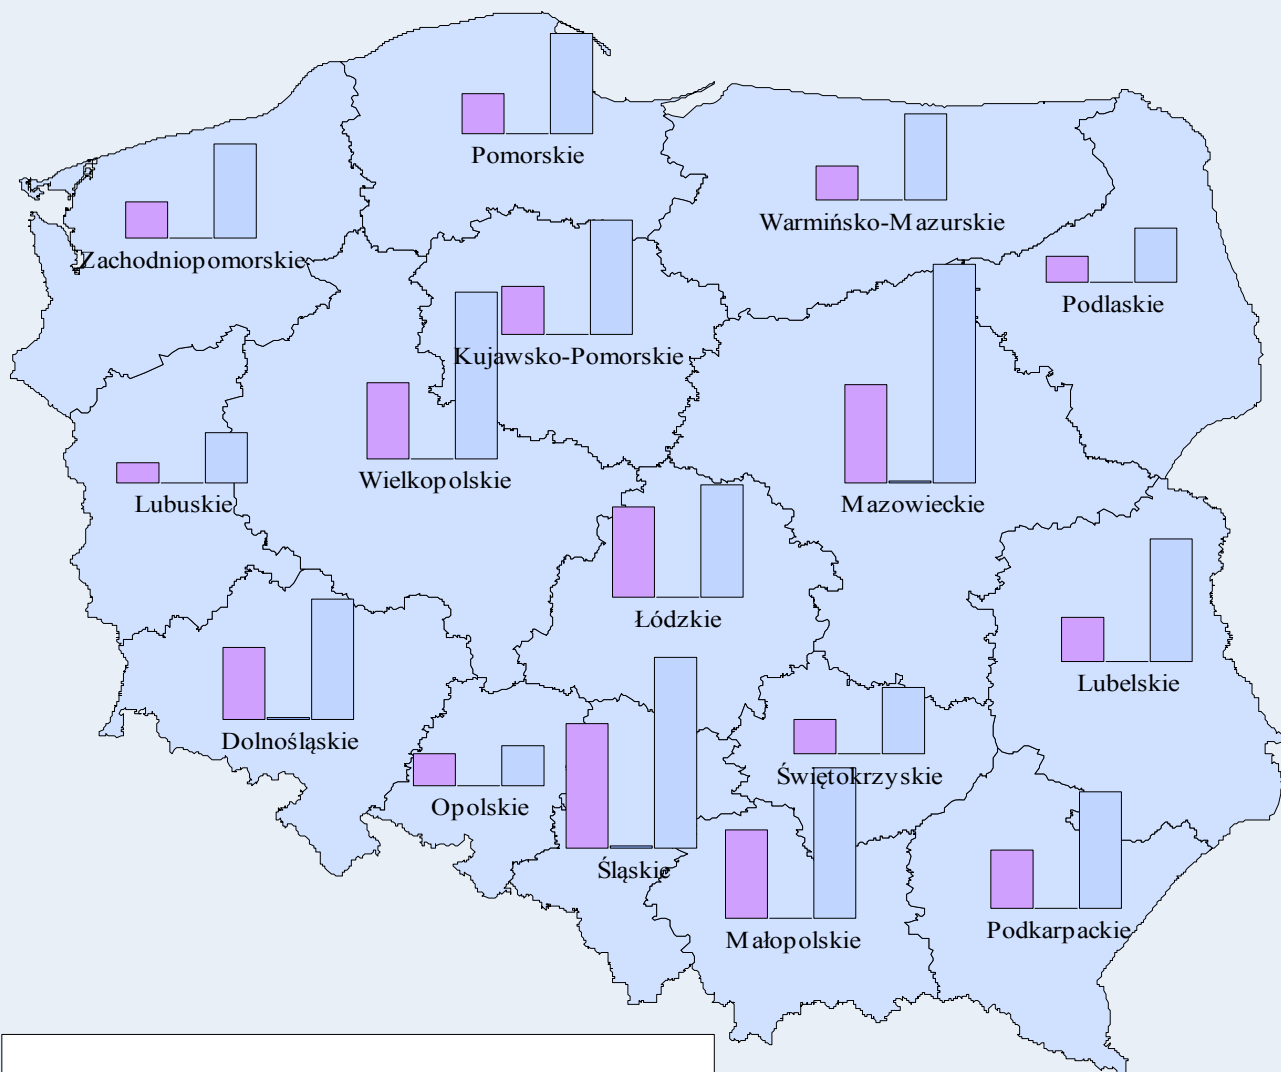 Pomorskie
Warmińsko-Mazurskie
Zachodniopomorskie
Podlaskie
Kujawsko-Pomorskie
Wielkopolskie
Lubuskie
Mazowieckie
Łódzkie
Lubelskie
Dolnośląskie
Świętokrzyskie
Opolskie
Śląskie
Podkarpackie
Małopolskie